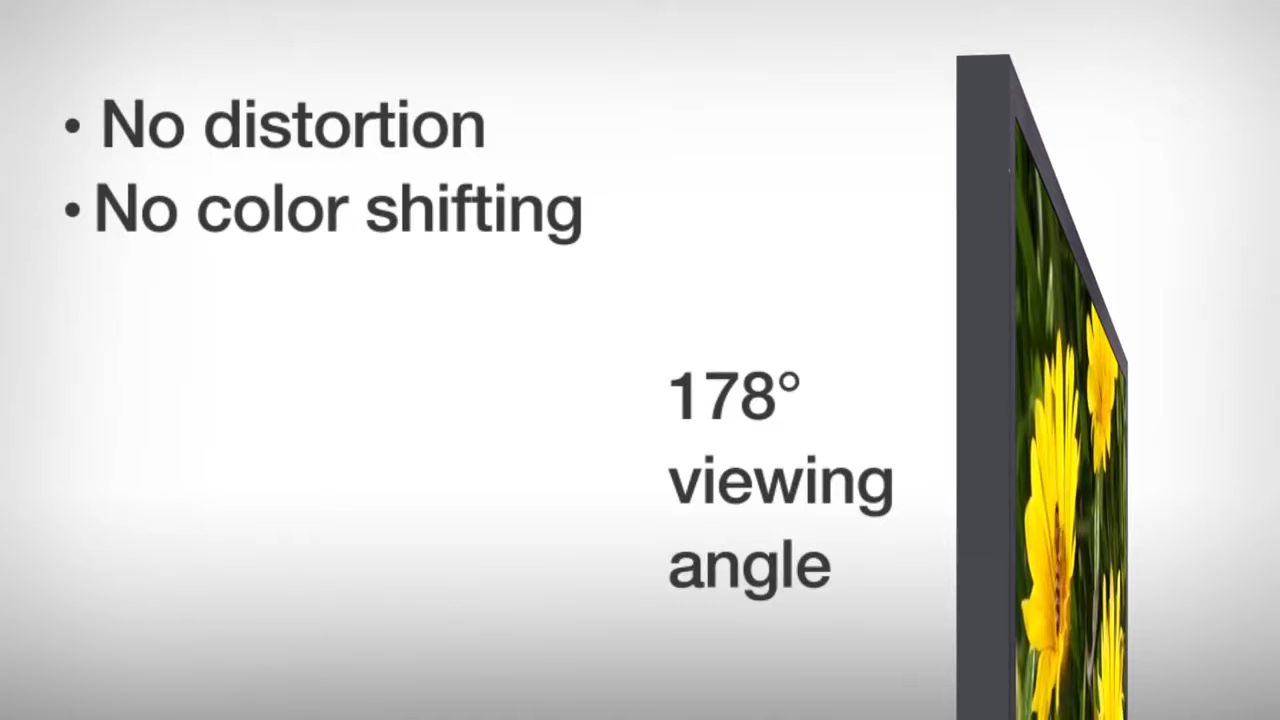 • No distortion
• No color shifting
178°
viewing
angle